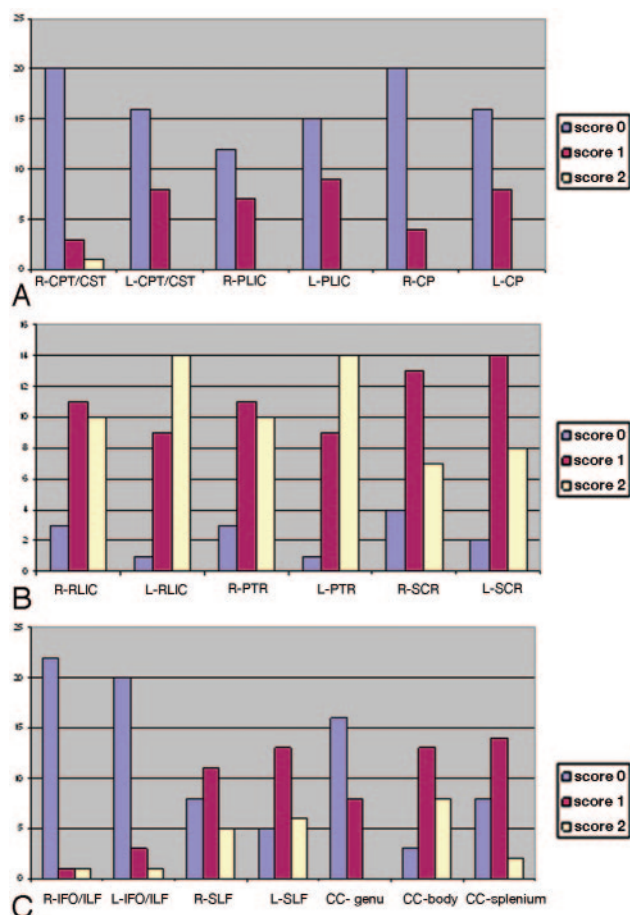 25
20
15
10
5
0
R-CPT/CST L-CPT/CST R-PLIC L-PLIC R-CP L-CP
score 0
score 1
score 2
A
16
14
12
10
8
6
4
2
0
R-RLIC L-RLIC R-PTR L-PTR R-SCR L-SCR
score 0
score 1
score 2
B
25
20
15
10
5
0
R-IFO/ILF L-IFO/ILF R-SLF L-SLF CC- genu CC-body CC-splenium
score 0
score 1
score 2
C